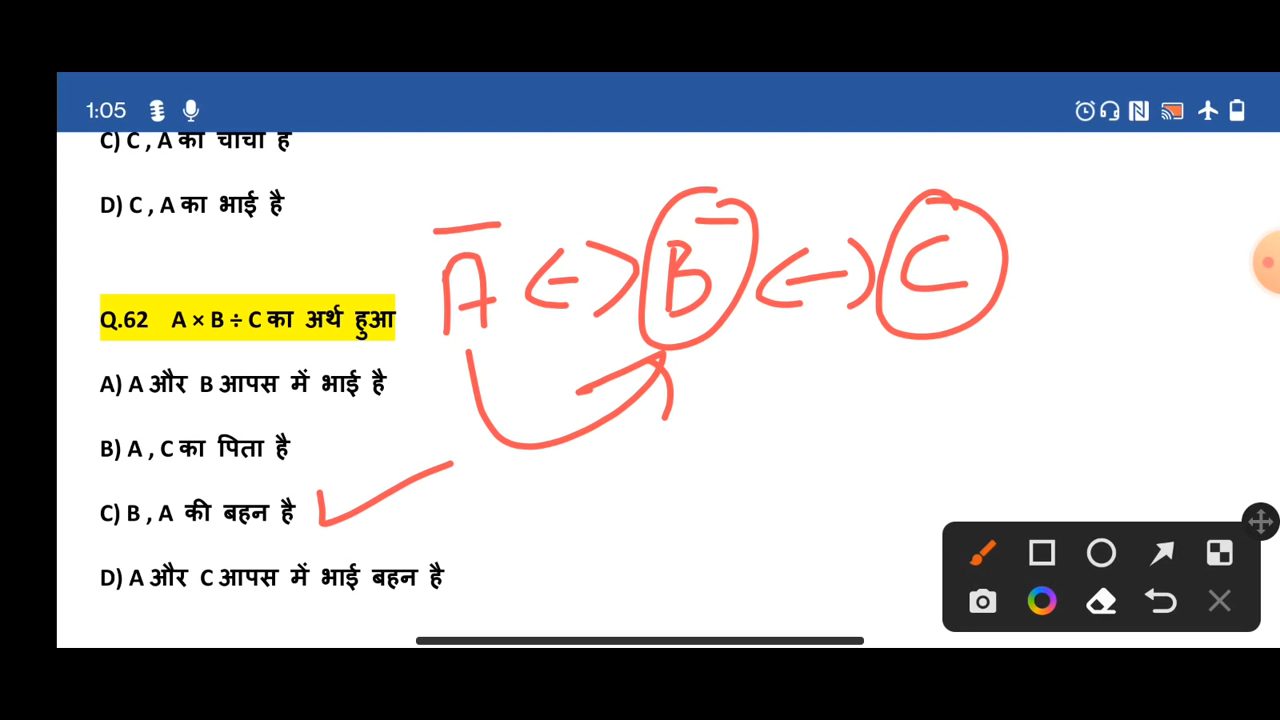 1:05
C) C , A का चाचा है
D) C , A का भाई है
A B C
Q.62 A × B ÷ C का अर्थ हुआ
A) A और B आपस में भाई है
B) A , C का पिता है
C) B , A की बहन है
D) A और C आपस में भाई बहन है